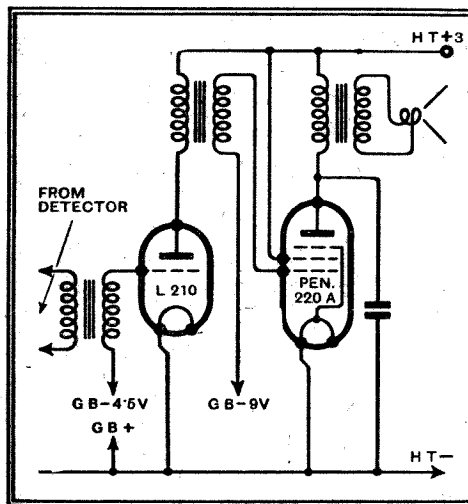 HT+3
FROM
DETECTOR
L 210
PEN.
220 A
GB-4·5V
GB-9V
GB+
HT-